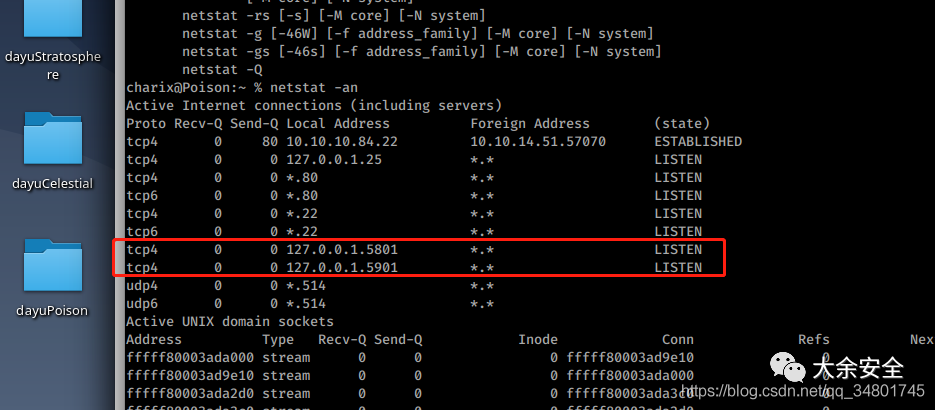 dayuStratosphe
re
dayuCelestial
dayuPoison
netstat -rs [-s] [-M core] [-N system]
netstat -g [-46W] [-f address_family] [-M core] [-N system]
netstat -gs [-46s] [-f address_family] [-M core] [-N system]
netstat -Q
charix@Poison:~ % netstat -an
Active Internet connections (including servers)
Proto Recv-Q Send-Q Local Address Foreign Address (state)
tcp4 0 80 10.10.10.84.22 10.10.14.51.57070 ESTABLISHED
tcp4 0 0 127.0.0.1.25 *.* LISTEN
tcp4 0 0 *.80 *.* LISTEN
tcp6 0 0 *.80 *.* LISTEN
tcp4 0 0 *.22 *.* LISTEN
tcp6 0 0 *.22 *.* LISTEN
tcp4 0 0 127.0.0.1.5801 *.* LISTEN
tcp4 0 0 127.0.0.1.5901 *.* LISTEN
udp4 0 0 *.514 *.*
udp6 0 0 *.514 *.*
Active UNIX domain sockets
Address Type Recv-Q Send-Q Inode Conn Refs Nex
fffff80003ada000 stream 0 0 0 fffff80003ad9e10 0
fffff80003ad9e10 stream 0 0 0 fffff80003ada000
fffff80003ada2d0 stream 0 0 0 fffff80003ada3c0
太余安全
https://blog.csdn.net/qq_34801745